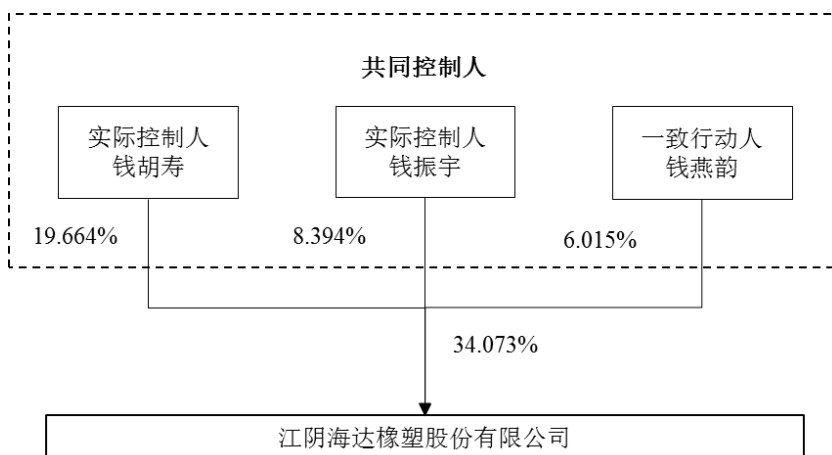 共同控制人
实际控制人
钱胡寿
实际控制人
钱振宇
一致行动人
钱燕韵
19.664%
8.394%
6.015%
34.073%
江阴海达橡塑股份有限公司